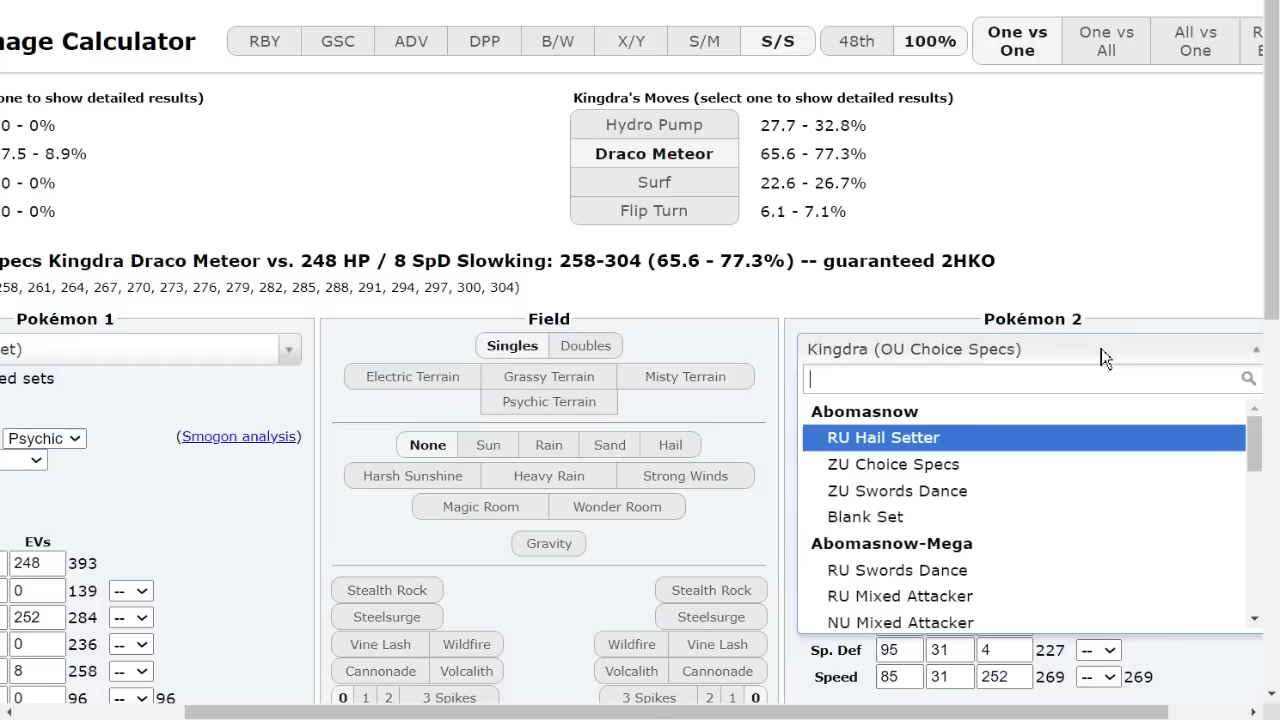 nage Calculator
RBY GSC ADV DPP B/W X/Y S/M S/S 48th 100% One vs One One vs All All vs One
one to show detailed results)
0 - 0%
7.5 - 8.9%
0 - 0%
0 - 0%
Kingdra's Moves (select one to show detailed results)
Hydro Pump 27.7 - 32.8%
Draco Meteor 65.6 - 77.3%
Surf 22.6 - 26.7%
Flip Turn 6.1 - 7.1%
pecs Kingdra Draco Meteor vs. 248 HP / 8 SpD Slowking: 258-304 (65.6 - 77.3%) -- guaranteed 2HKO
258, 261, 264, 267, 270, 273, 276, 279, 282, 285, 288, 291, 294, 297, 300, 304)
Pokémon 1
et)
ed sets
Psychic
(Smogon analysis)
EVs
248 393
0 139 --
252 284 --
0 236 --
8 258 --
0 96 -- 96
Field
Singles Doubles
Electric Terrain Grassy Terrain Misty Terrain
Psychic Terrain
None Sun Rain Sand Hail
Harsh Sunshine Heavy Rain Strong Winds
Magic Room Wonder Room
Gravity
Stealth Rock Stealth Rock
Steelsurge Steelsurge
Vine Lash Wildfire Wildfire Vine Lash
Cannonade Volcalith Volcalith Cannonade
0 1 2 3 Spikes 3 Spikes 2 1 0
Pokémon 2
Kingdra (OU Choice Specs)
Abomasnow
RU Hail Setter
ZU Choice Specs
ZU Swords Dance
Blank Set
Abomasnow-Mega
RU Swords Dance
RU Mixed Attacker
NU Mixed Attacker
Sp. Def 95 31 4 227 --
Speed 85 31 252 269 -- 269